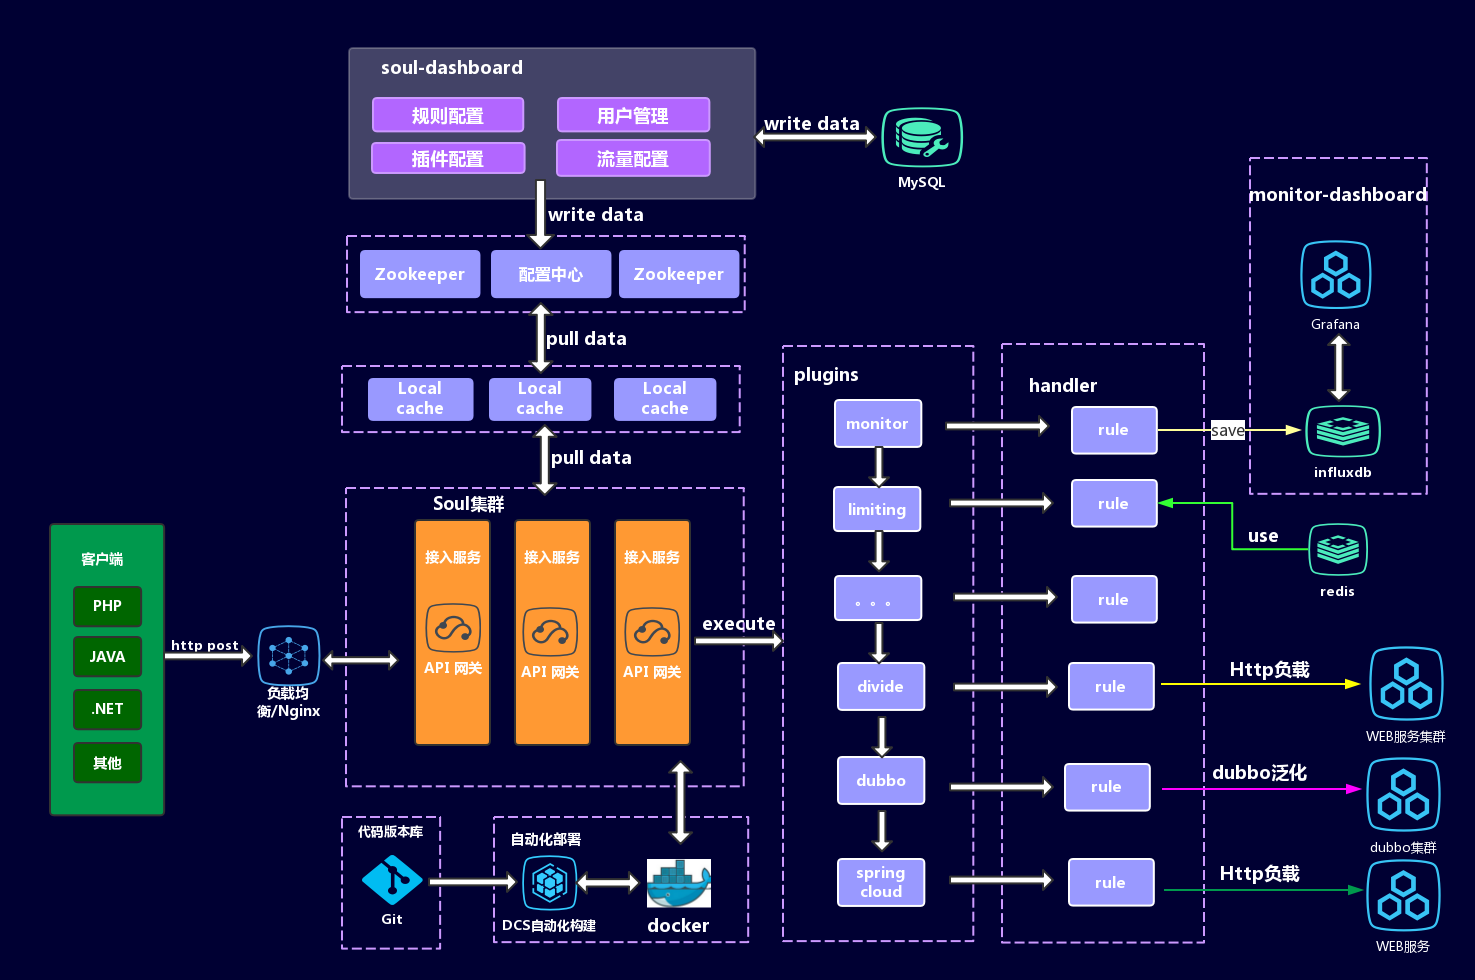 soul-dashboard
规则配置
用户管理
插件配置
流量配置
write data
MySQL
write data
Zookeeper
配置中心
Zookeeper
pull data
Local
cache
Local
cache
Local
cache
pull data
Soul集群
接入服务
API 网关
接入服务
API 网关
接入服务
API 网关
客户端
PHP
JAVA
.NET
其他
http post
负载均
衡/Nginx
execute
代码版本库
Git
自动化部署
DCS自动化构建
docker
plugins
monitor
limiting
。。。
divide
dubbo
spring
cloud
handler
rule
rule
rule
rule
rule
rule
save
use
monitor-dashboard
Grafana
influxdb
redis
Http负载
WEB服务集群
dubbo泛化
dubbo集群
Http负载
WEB服务